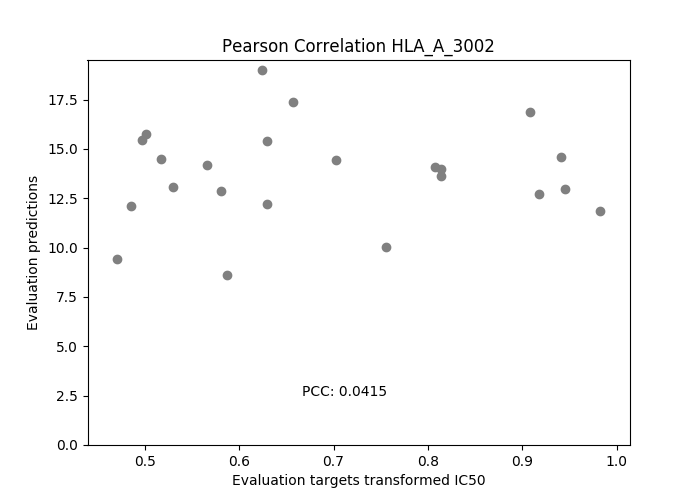 Pearson Correlation HLA_A_3002
17.5
15.0
12.5
10.0
7.5
5.0
2.5
0.0
Evaluation predictions
PCC: 0.0415
0.5 0.6 0.7 0.8 0.9 1.0
Evaluation targets transformed IC50